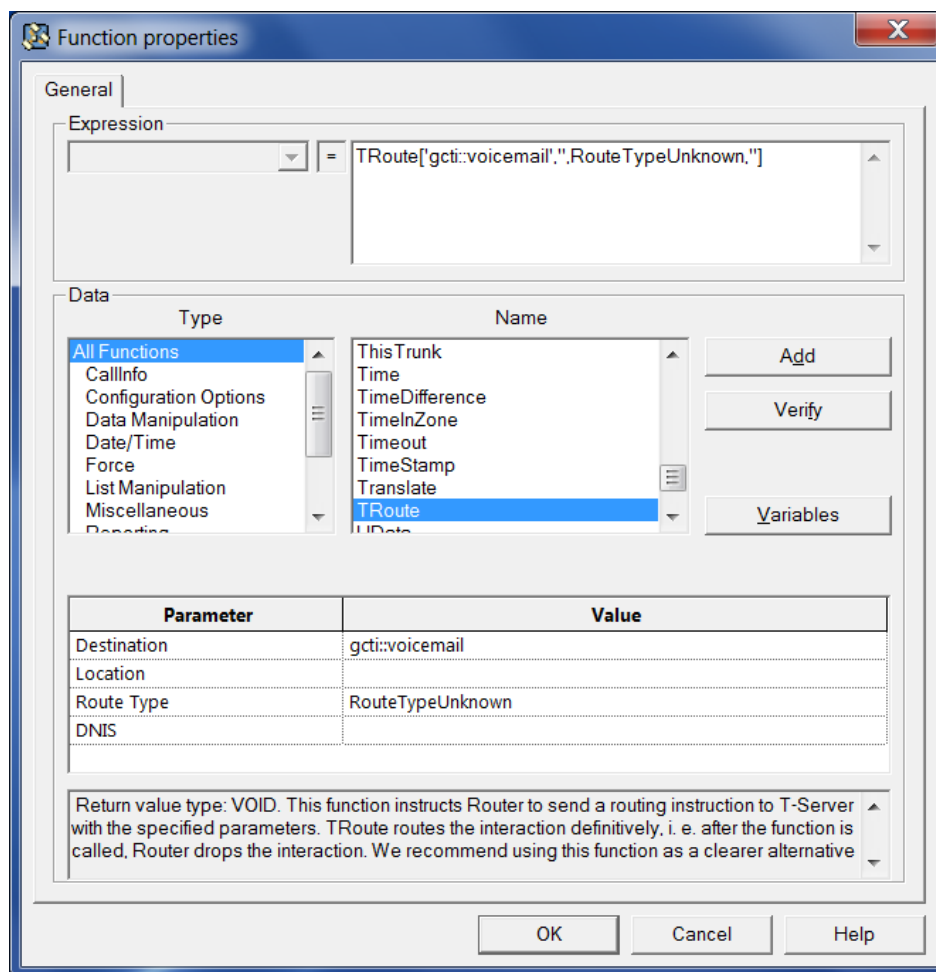 Function properties
General
Expression
=
TRoute['gcti::voicemail','',RouteTypeUnknown,'']
Data
Type
Name
All Functions
CallInfo
Configuration Options
Data Manipulation
Date/Time
Force
List Manipulation
Miscellaneous
Reporting
ThisTrunk
Time
TimeDifference
TimeInZone
Timeout
TimeStamp
Translate
TRoute
UData
Add
Verify
Variables
Parameter Value
Destination gcti::voicemail
Location
Route Type RouteTypeUnknown
DNIS
Return value type: VOID. This function instructs Router to send a routing instruction to T-Server
with the specified parameters. TRoute routes the interaction definitively, i. e. after the function is
called, Router drops the interaction. We recommend using this function as a clearer alternative
OK Cancel Help